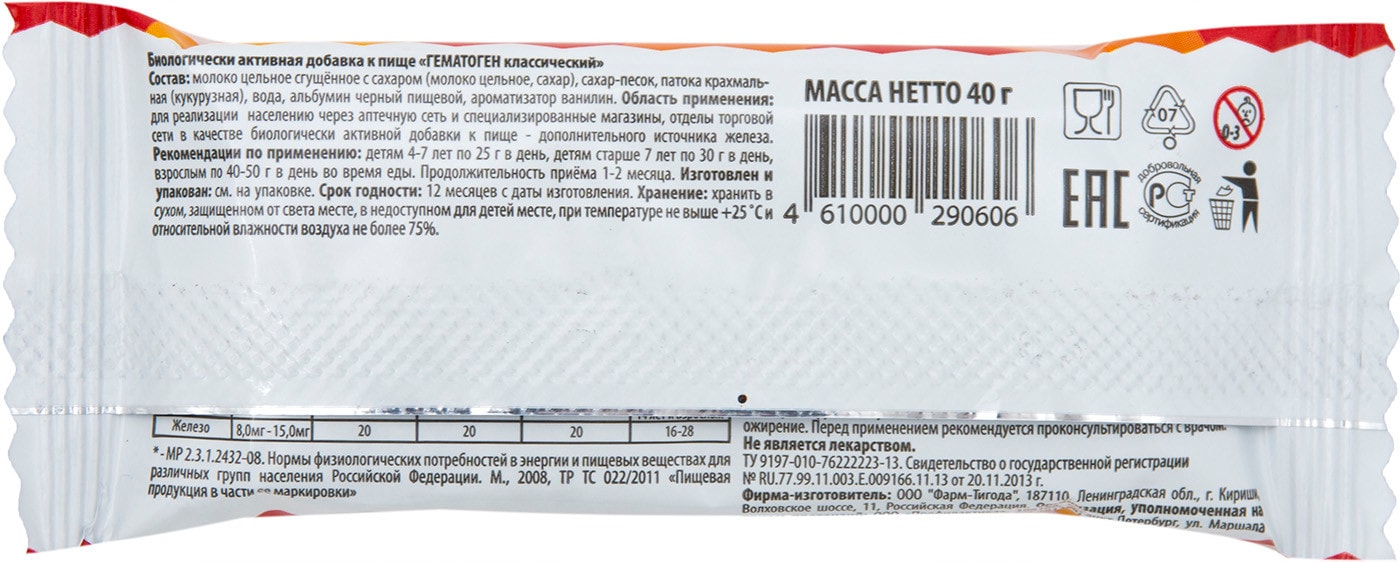 Биологически активная добавка к пище «ГЕМАТОГЕН классический»
Состав: молоко цельное сгущённое с сахаром (молоко цельное, сахар), сахар-песок, патока крахмаль-
ная (кукурузная), вода, альбумин черный пищевой, ароматизатор ванилин. Область применения:
для реализации населению через аптечную сеть и специализированные магазины, отделы торговой
сети в качестве биологически активной добавки к пище - дополнительного источника железа.
Рекомендации по применению: детям 4-7 лет по 25 г в день, детям старше 7 лет по 30 г в день,
взрослым по 40-50 г в день во время еды. Продолжительность приёма 1-2 месяца. Изготовлен и
упакован: см. на упаковке. Срок годности: 12 месяцев с даты изготовления. Хранение: хранить в
сухом, защищенном от света месте, в недоступном для детей месте, при температуре не выше +25 °С и
относительной влажности воздуха не более 75%.
МАССА НЕТТО 40 г
4 610000 290606
07
0-3
ЕАС
добровольная
РСТ
сертификация
Железо 8,0мг-15,0мг 20 20 20 16-28
*- МР 2.3.1.2432-08. Нормы физиологических потребностей в энергии и пищевых веществах для
различных групп населения Российской Федерации. М., 2008, ТР ТС 022/2011 «Пищевая
продукция в части ее маркировки»
ожирение. Перед применением рекомендуется проконсультироваться с врачом.
Не является лекарством.
ТУ 9197-010-76222223-13. Свидетельство о государственной регистрации
№ RU.77.99.11.003.Е.009166.11.13 от 20.11.2013 г.
Фирма-изготовитель: ООО "Фарм-Тигода", 187110, Ленинградская обл., г. Кириши,
Волховское шоссе, 11, Российская Федерация. уполномоченная на
Петербург, ул. Маршала